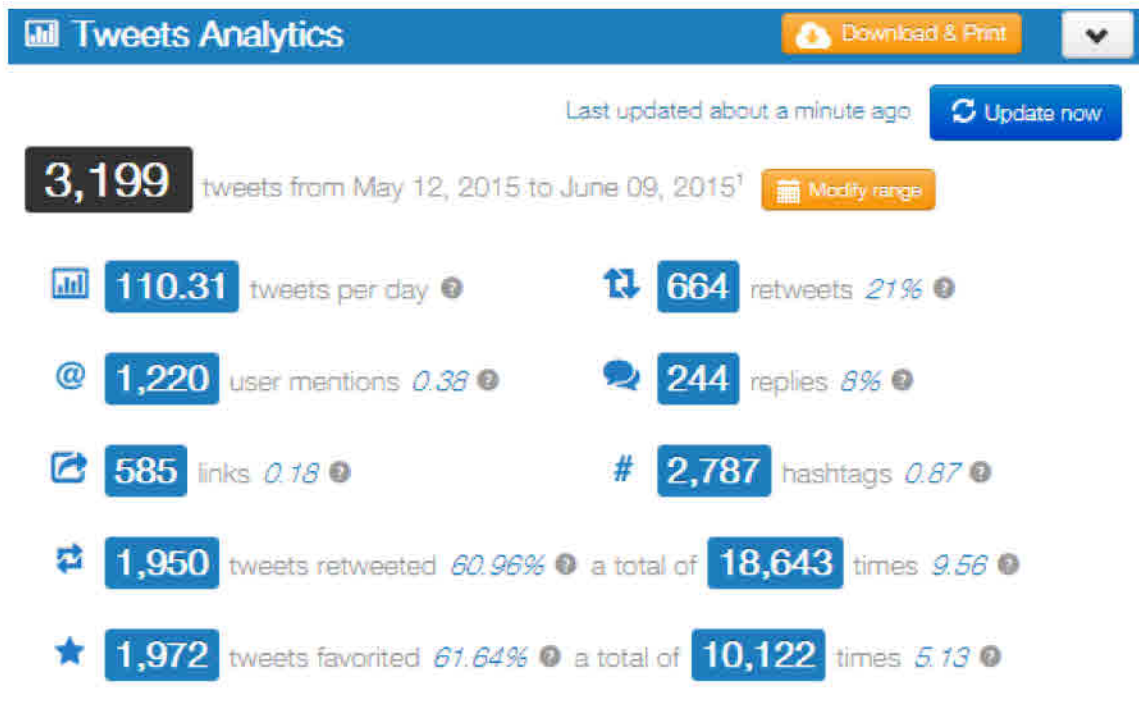 Tweets Analytics Download & Print
Last updated about a minute ago Update now
3,199 tweets from May 12, 2015 to June 09, 2015¹ Modify range
110.31 tweets per day ? 664 retweets 21% ?
@ 1,220 user mentions 0.38 ? 244 replies 8% ?
585 links 0.18 ? # 2,787 hashtags 0.87 ?
1,950 tweets retweeted 60.96% ? a total of 18,643 times 9.56 ?
1,972 tweets favorited 61.64% ? a total of 10,122 times 5.13 ?